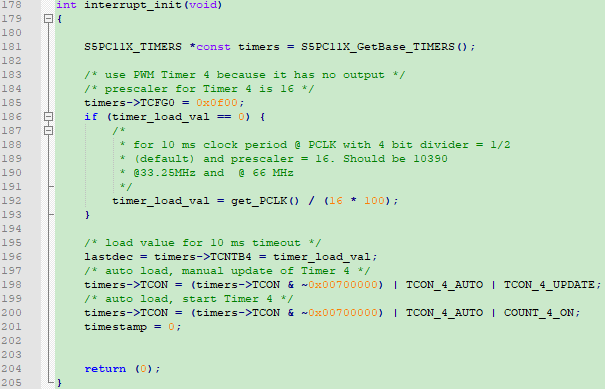 178 int interrupt_init(void)
179 {
180
181 S5PC11X_TIMERS *const timers = S5PC11X_GetBase_TIMERS();
182
183 /* use PWM Timer 4 because it has no output */
184 /* prescaler for Timer 4 is 16 */
185 timers->TCFG0 = 0x0f00;
186 if (timer_load_val == 0) {
187 /*
188 * for 10 ms clock period @ PCLK with 4 bit divider = 1/2
189 * (default) and prescaler = 16. Should be 10390
190 * @33.25MHz and @ 66 MHz
191 */
192 timer_load_val = get_PCLK() / (16 * 100);
193 }
194
195 /* load value for 10 ms timeout */
196 lastdec = timers->TCNTB4 = timer_load_val;
197 /* auto load, manual update of Timer 4 */
198 timers->TCON = (timers->TCON & ~0x00700000) | TCON_4_AUTO | TCON_4_UPDATE;
199 /* auto load, start Timer 4 */
200 timers->TCON = (timers->TCON & ~0x00700000) | TCON_4_AUTO | COUNT_4_ON;
201 timestamp = 0;
202
203
204 return (0);
205 }